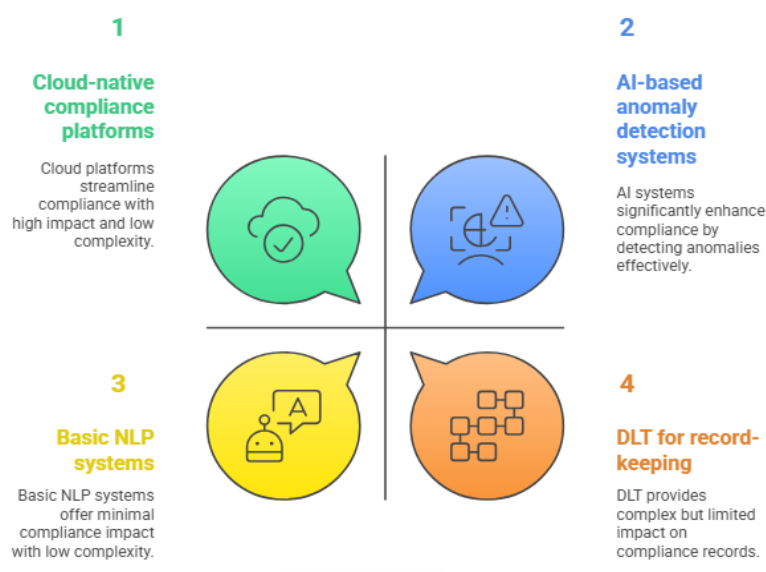 1
Cloud-native
compliance
platforms
Cloud platforms
streamline
compliance with
high impact and low
complexity.
2
AI-based
anomaly
detection
systems
AI systems
significantly enhance
compliance by
detecting anomalies
effectively.
A
3
Basic NLP
systems
Basic NLP systems
offer minimal
compliance impact
with low complexity.
4
DLT for record-
keeping
DLT provides
complex but limited
impact on
compliance records.